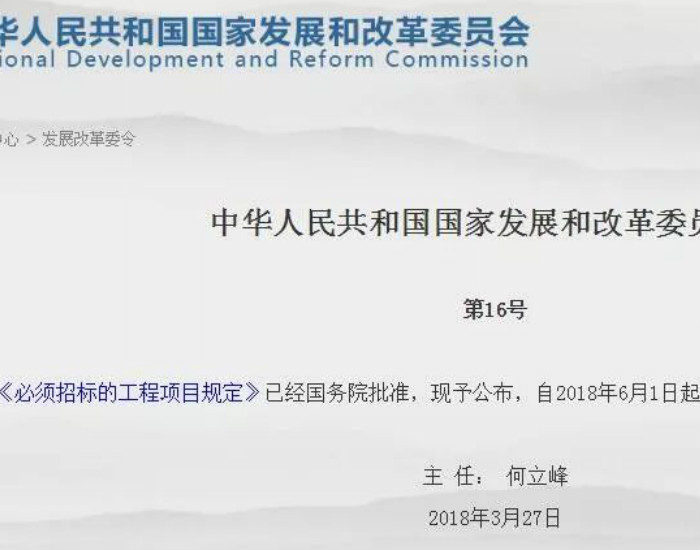 华人民共和国国家发展和改革委员会
ional Development and Reform Commission
中心 > 发展改革委令
中华人民共和国国家发展和改革委员
第16号
《必须招标的工程项目规定》已经国务院批准，现予公布，自2018年6月1日起
主 任： 何立峰
2018年3月27日